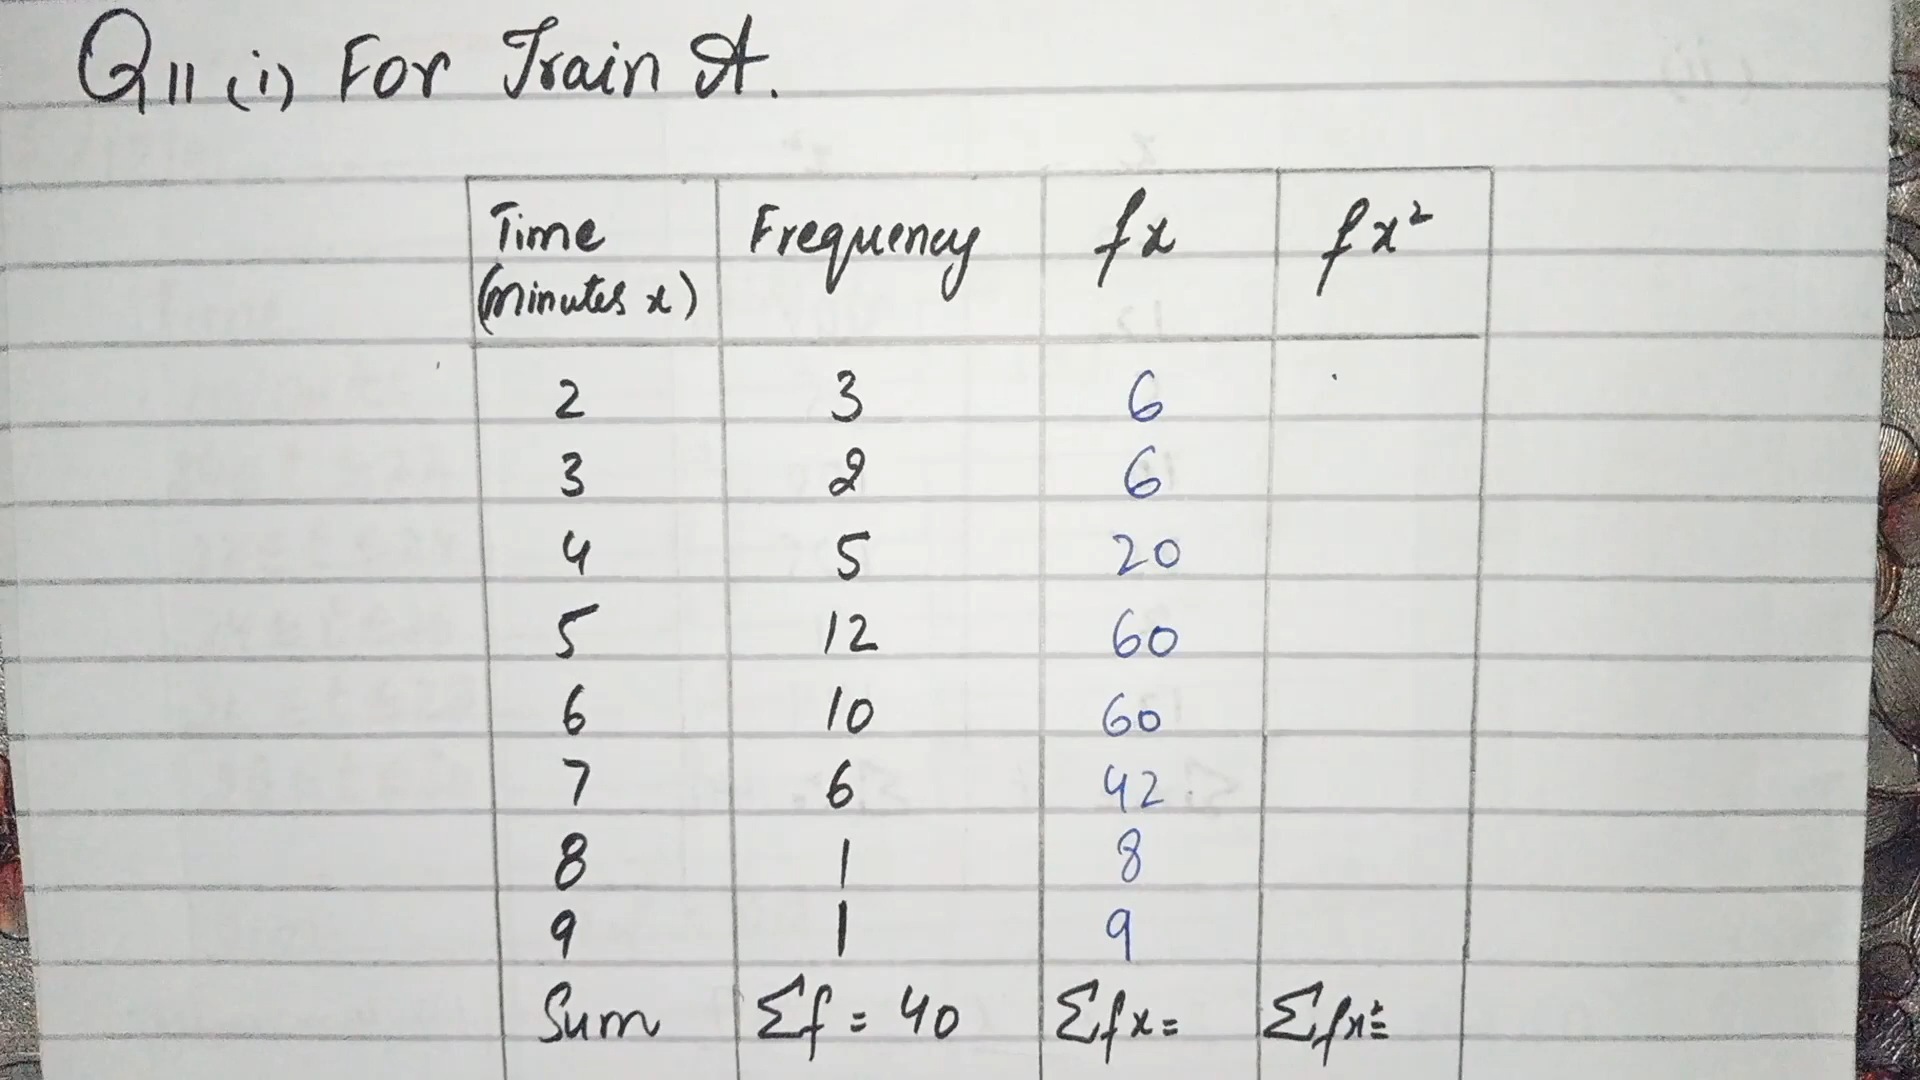 Q11 (i) For Train A.
Time (minutes x) Frequency fx fx²
2 3 6
3 2 6
4 5 20
5 12 60
6 10 60
7 6 42
8 1 8
9 1 9
Sum Σf = 40 Σfx= Σfx²=